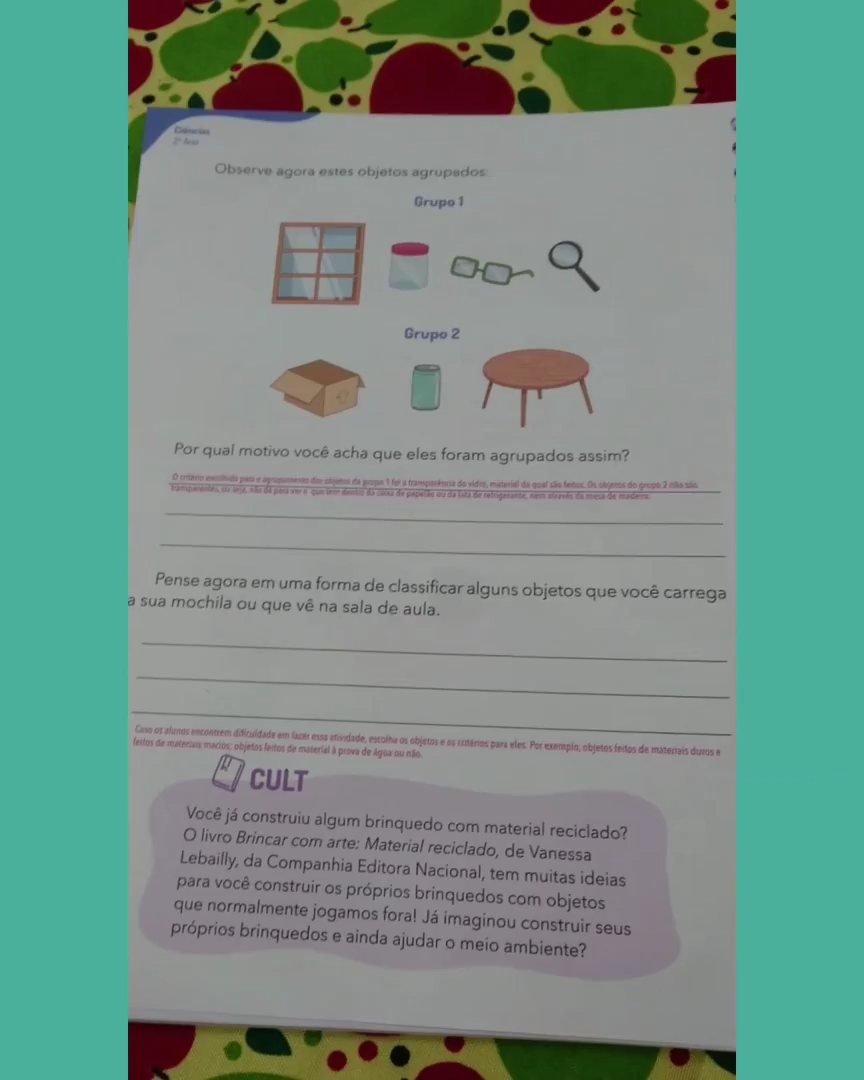 Ciências
2º Ano
Observe agora estes objetos agrupados:
Grupo 1
Grupo 2
Por qual motivo você acha que eles foram agrupados assim?
O critério escolhido para o agrupamento dos objetos do grupo 1 foi a transparência do vidro, material do qual são feitos. Os objetos do grupo 2 não são
transparentes, ou seja, não dá para ver o que tem dentro da caixa de papelão ou da lata de refrigerante, nem através da mesa de madeira.
Pense agora em uma forma de classificar alguns objetos que você carrega
a sua mochila ou que vê na sala de aula.
Caso os alunos encontrem dificuldade em fazer essa atividade, escolha os objetos e os critérios para eles. Por exemplo, objetos feitos de materiais duros e
feitos de materiais macios; objetos feitos de material à prova de água ou não.
CULT
Você já construiu algum brinquedo com material reciclado?
O livro Brincar com arte: Material reciclado, de Vanessa
Lebailly, da Companhia Editora Nacional, tem muitas ideias
para você construir os próprios brinquedos com objetos
que normalmente jogamos fora! Já imaginou construir seus
próprios brinquedos e ainda ajudar o meio ambiente?